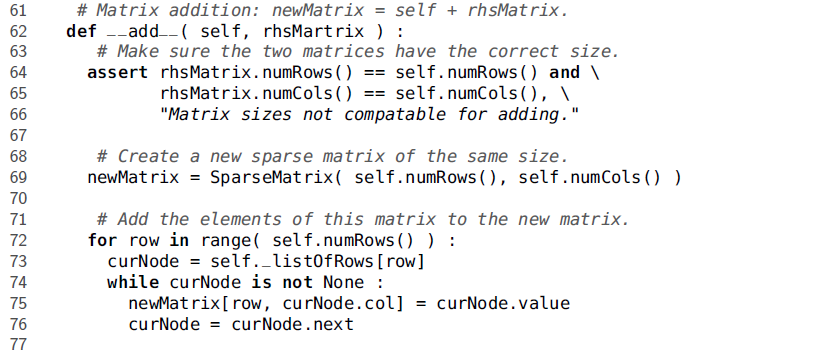 61 # Matrix addition: newMatrix = self + rhsMatrix.
62 def __add__( self, rhsMartrix ) :
63 # Make sure the two matrices have the correct size.
64 assert rhsMatrix.numRows() == self.numRows() and \
65 rhsMatrix.numCols() == self.numCols(), \
66 "Matrix sizes not compatable for adding."
67
68 # Create a new sparse matrix of the same size.
69 newMatrix = SparseMatrix( self.numRows(), self.numCols() )
70
71 # Add the elements of this matrix to the new matrix.
72 for row in range( self.numRows() ) :
73 curNode = self._listOfRows[row]
74 while curNode is not None :
75 newMatrix[row, curNode.col] = curNode.value
76 curNode = curNode.next
77